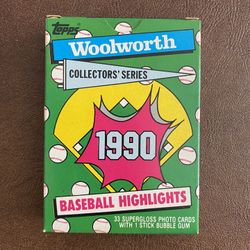 Topps
Woolworth
COLLECTORS' SERIES
1990
BASEBALL HIGHLIGHTS
33 SUPERGLOSS PHOTO CARDS
WITH 1 STICK BUBBLE GUM